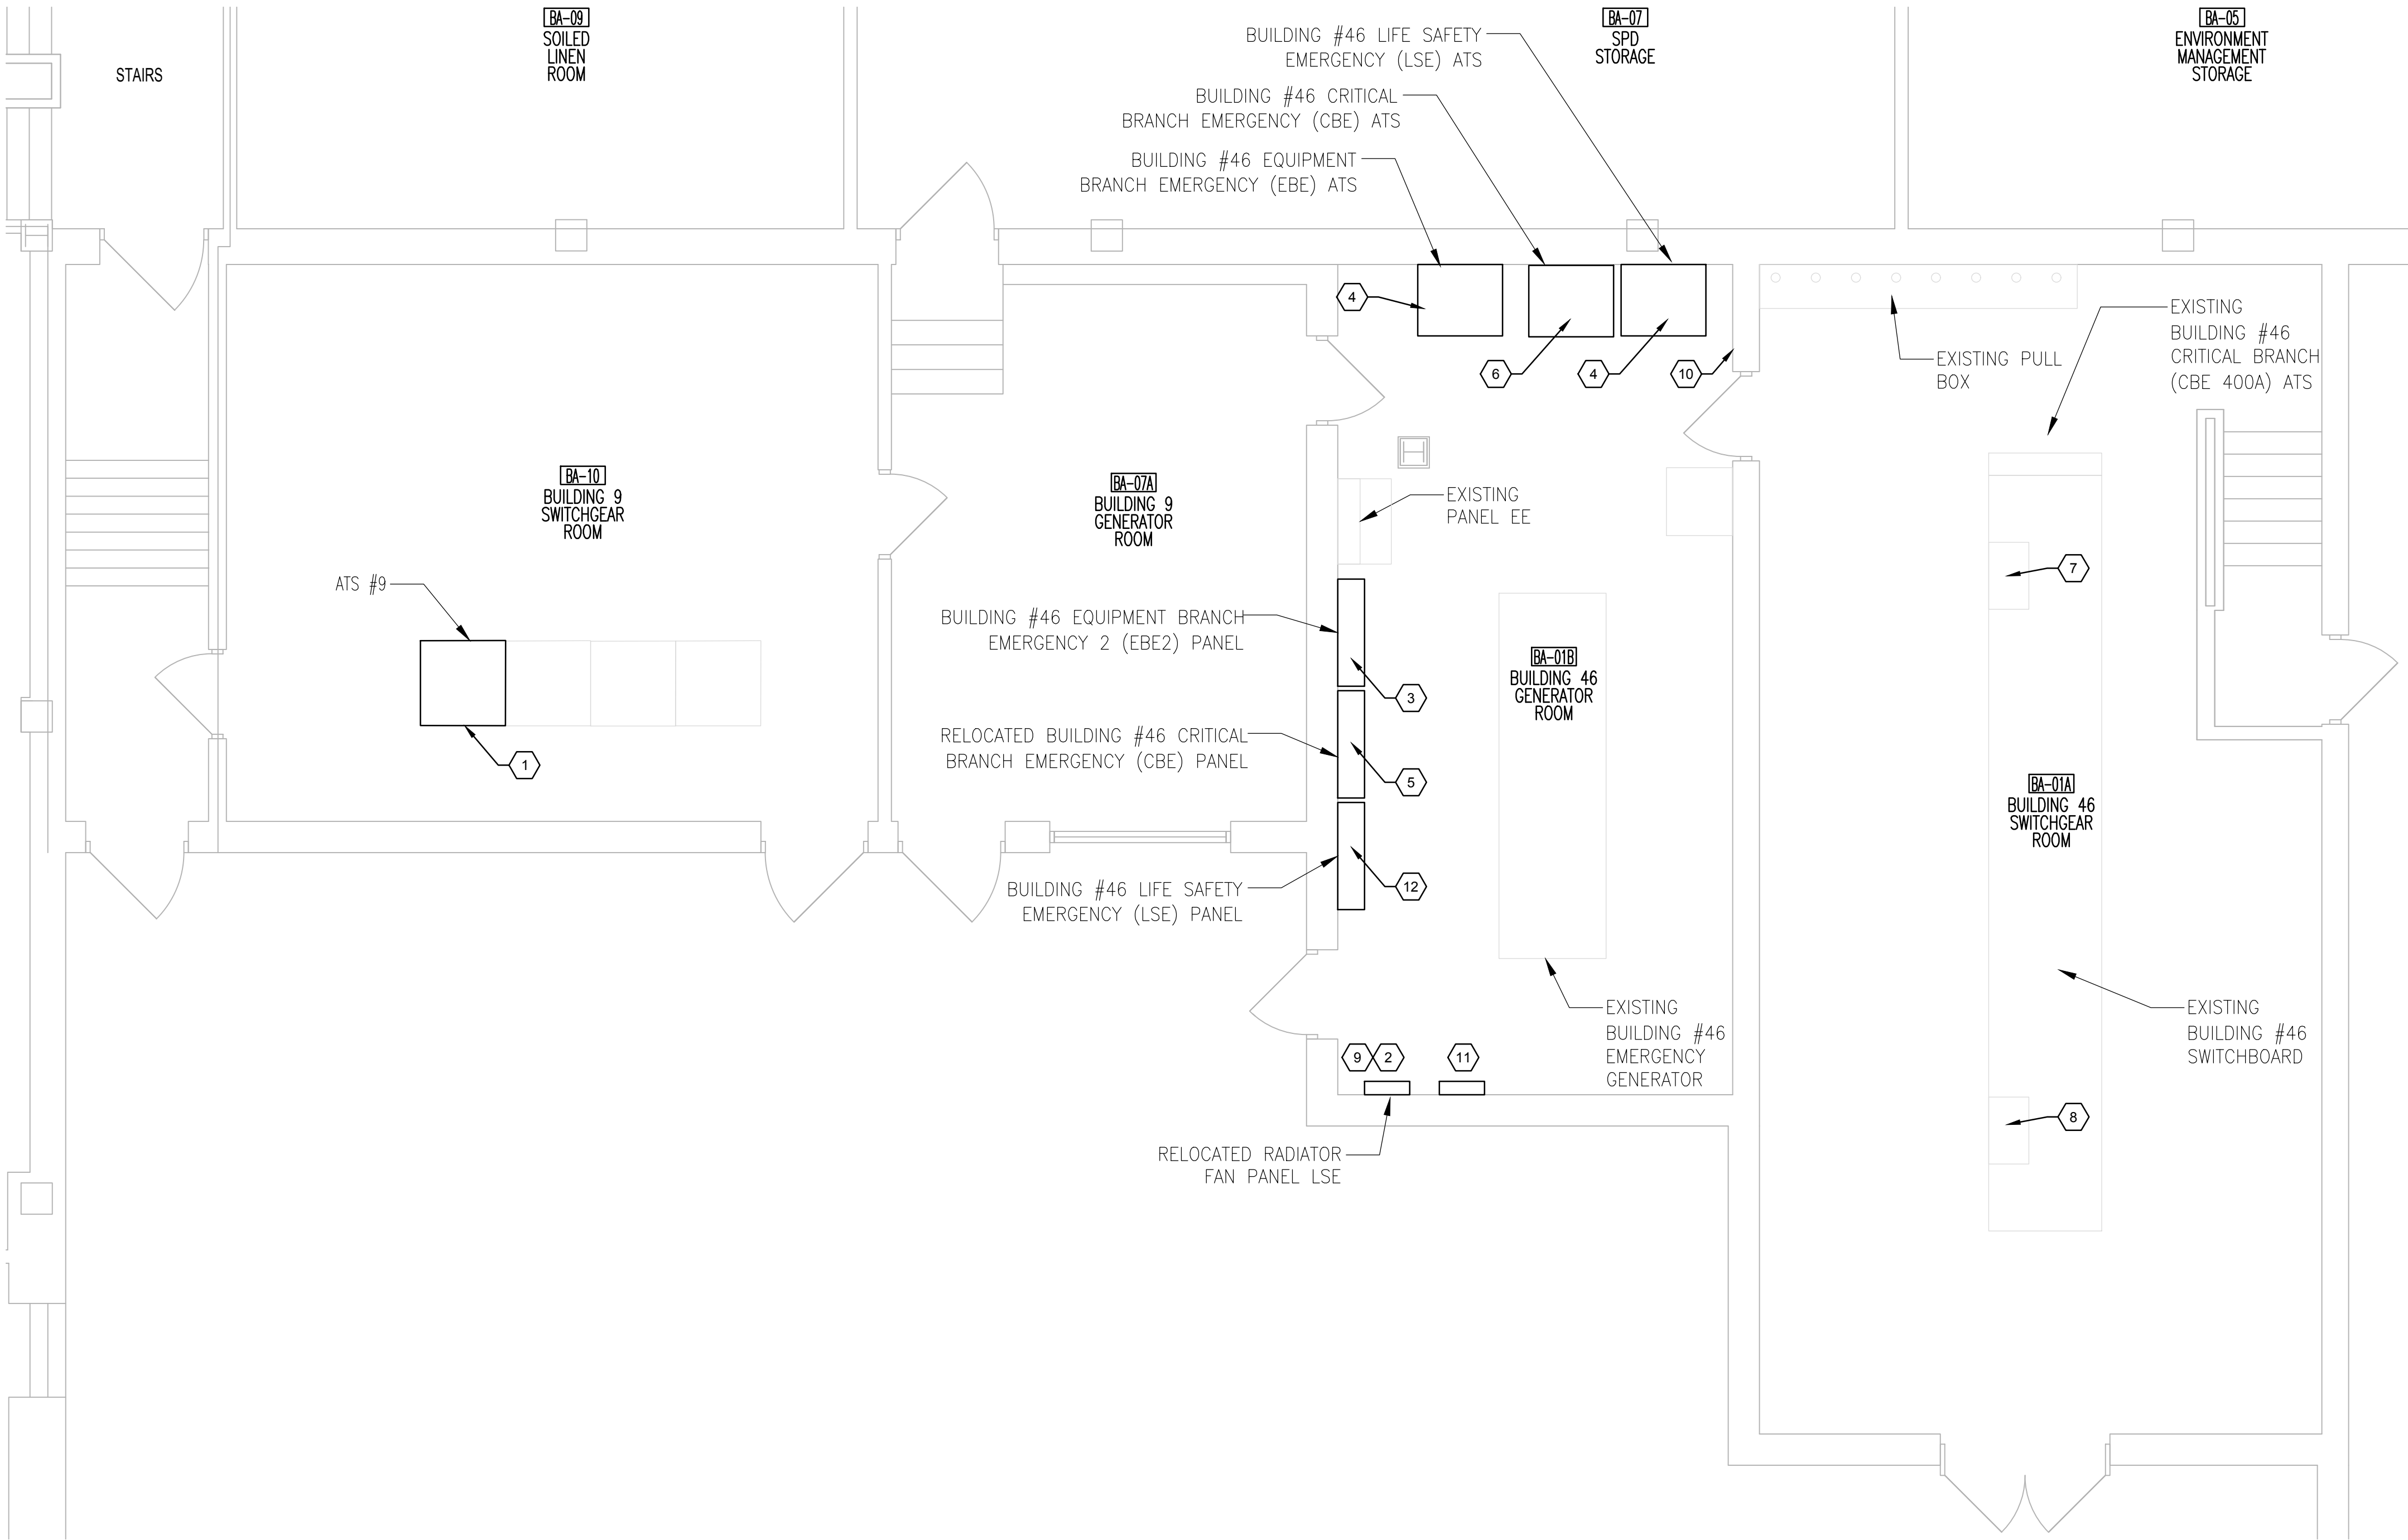 BA-09
SOILED
LINEN
ROOM
STAIRS
BUILDING #46 LIFE SAFETY
EMERGENCY (LSE) ATS
BUILDING #46 CRITICAL
BRANCH EMERGENCY (CBE) ATS
BUILDING #46 EQUIPMENT
BRANCH EMERGENCY (EBE) ATS
BA-07
SPD
STORAGE
BA-05
ENVIRONMENT
MANAGEMENT
STORAGE
4
6
4
10
EXISTING PULL
BOX
EXISTING
BUILDING #46
CRITICAL BRANCH
(CBE 400A) ATS
BA-10
BUILDING 9
SWITCHGEAR
ROOM
BA-07A
BUILDING 9
GENERATOR
ROOM
EXISTING
PANEL EE
7
ATS #9
1
BUILDING #46 EQUIPMENT BRANCH
EMERGENCY 2 (EBE2) PANEL
3
BA-01B
BUILDING 46
GENERATOR
ROOM
RELOCATED BUILDING #46 CRITICAL
BRANCH EMERGENCY (CBE) PANEL
5
BA-01A
BUILDING 46
SWITCHGEAR
ROOM
BUILDING #46 LIFE SAFETY
EMERGENCY (LSE) PANEL
12
EXISTING
BUILDING #46
EMERGENCY
GENERATOR
EXISTING
BUILDING #46
SWITCHBOARD
9
2
11
8
RELOCATED RADIATOR
FAN PANEL LSE